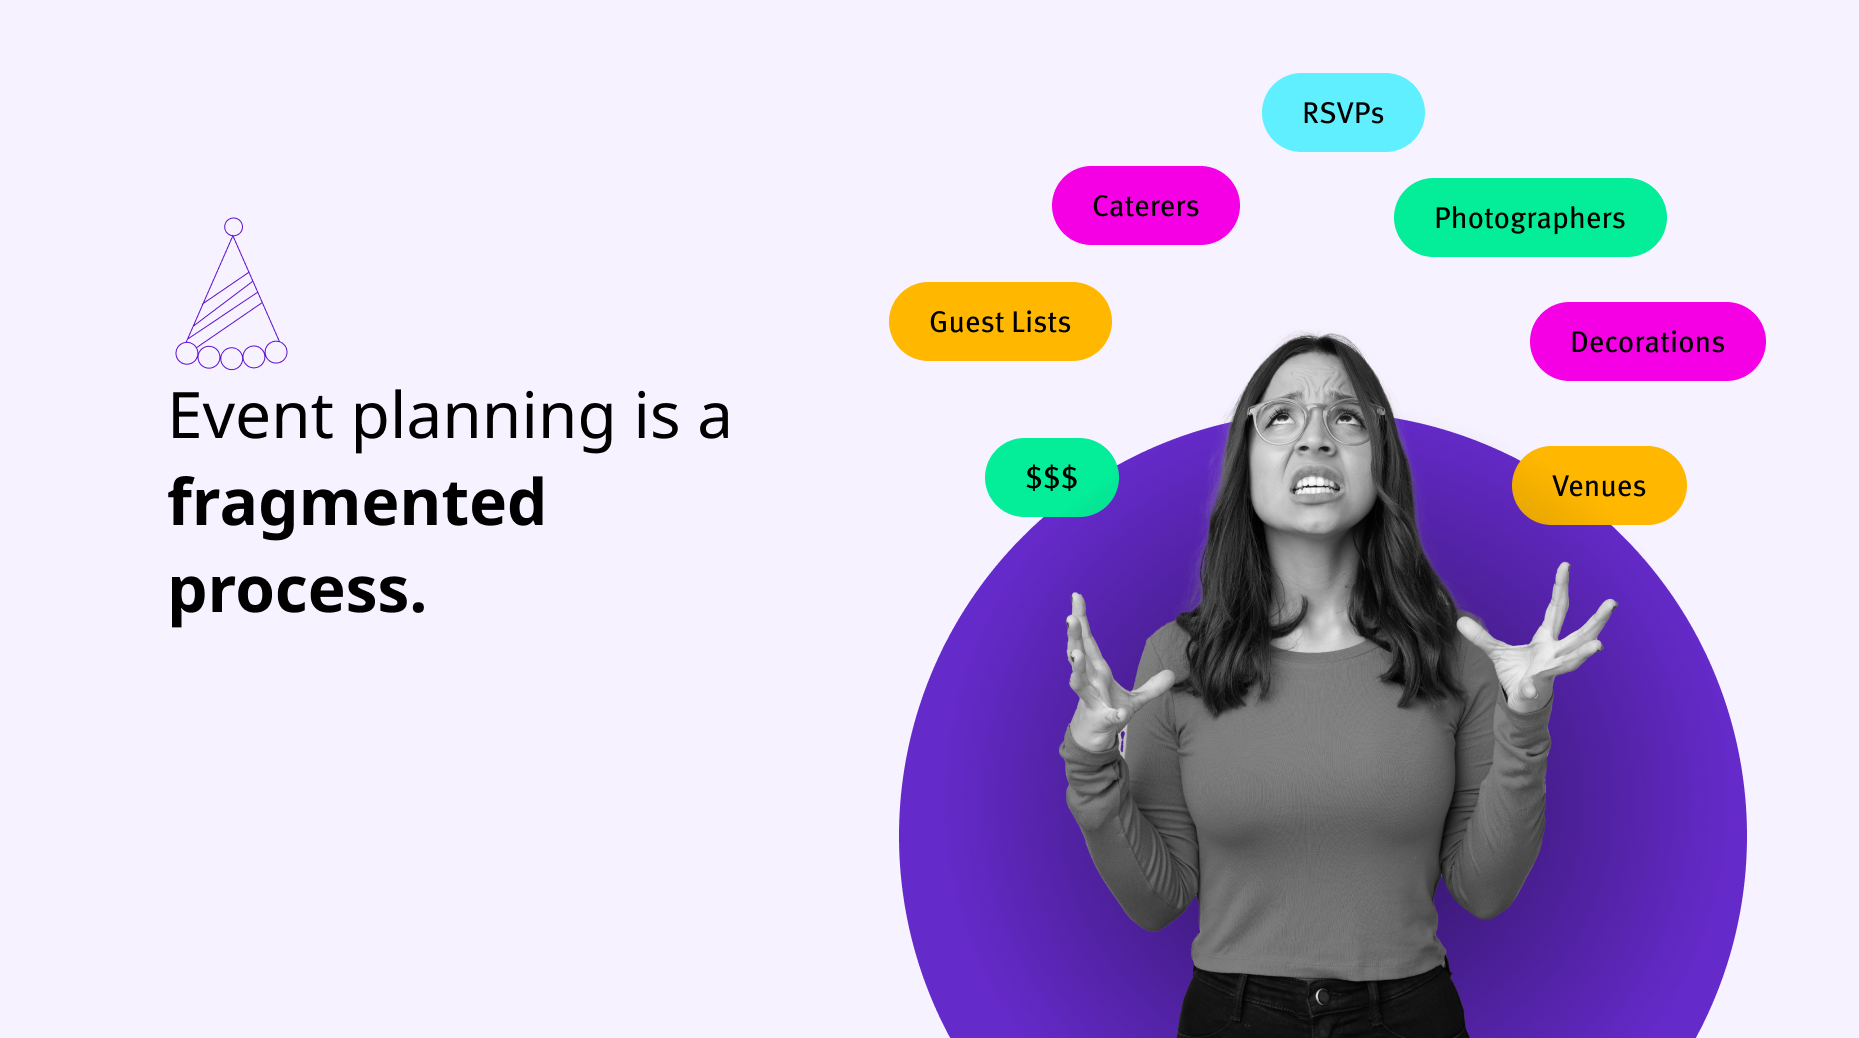 Event planning is a
fragmented
process.
RSVPs
Caterers
Photographers
Guest Lists
Decorations
$$$
Venues